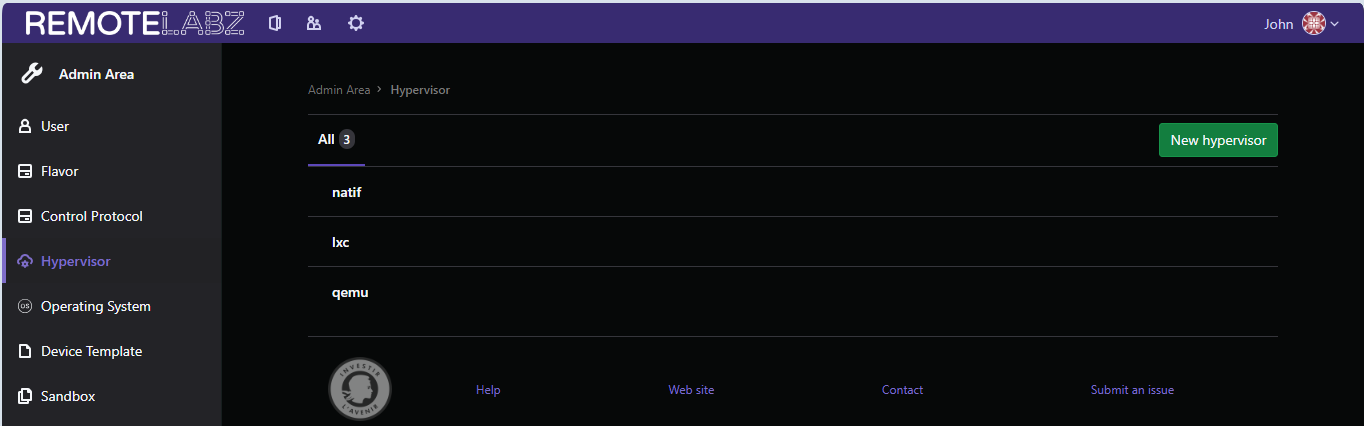 REMOTELABZ
John
Admin Area
User
Flavor
Control Protocol
Hypervisor
Operating System
Device Template
Sandbox
Admin Area › Hypervisor
All 3
New hypervisor
natif
lxc
qemu
INVESTIR
L'AVENIR
Help
Web site
Contact
Submit an issue
OS